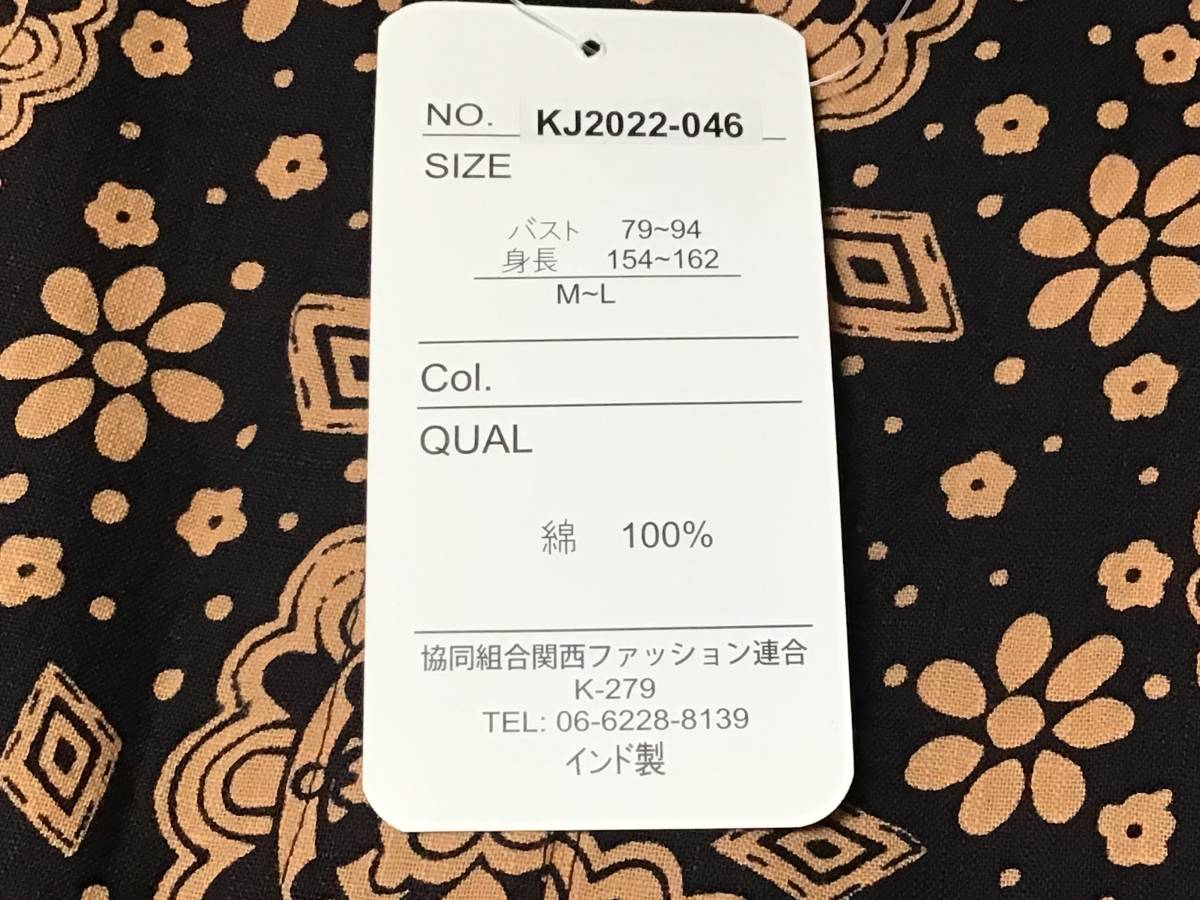 NO. KJ2022-046
SIZE
バスト 79~94
身長 154~162
M~L
Col.
QUAL
綿 100%
協同組合関西ファッション連合
K-279
TEL: 06-6228-8139
インド製